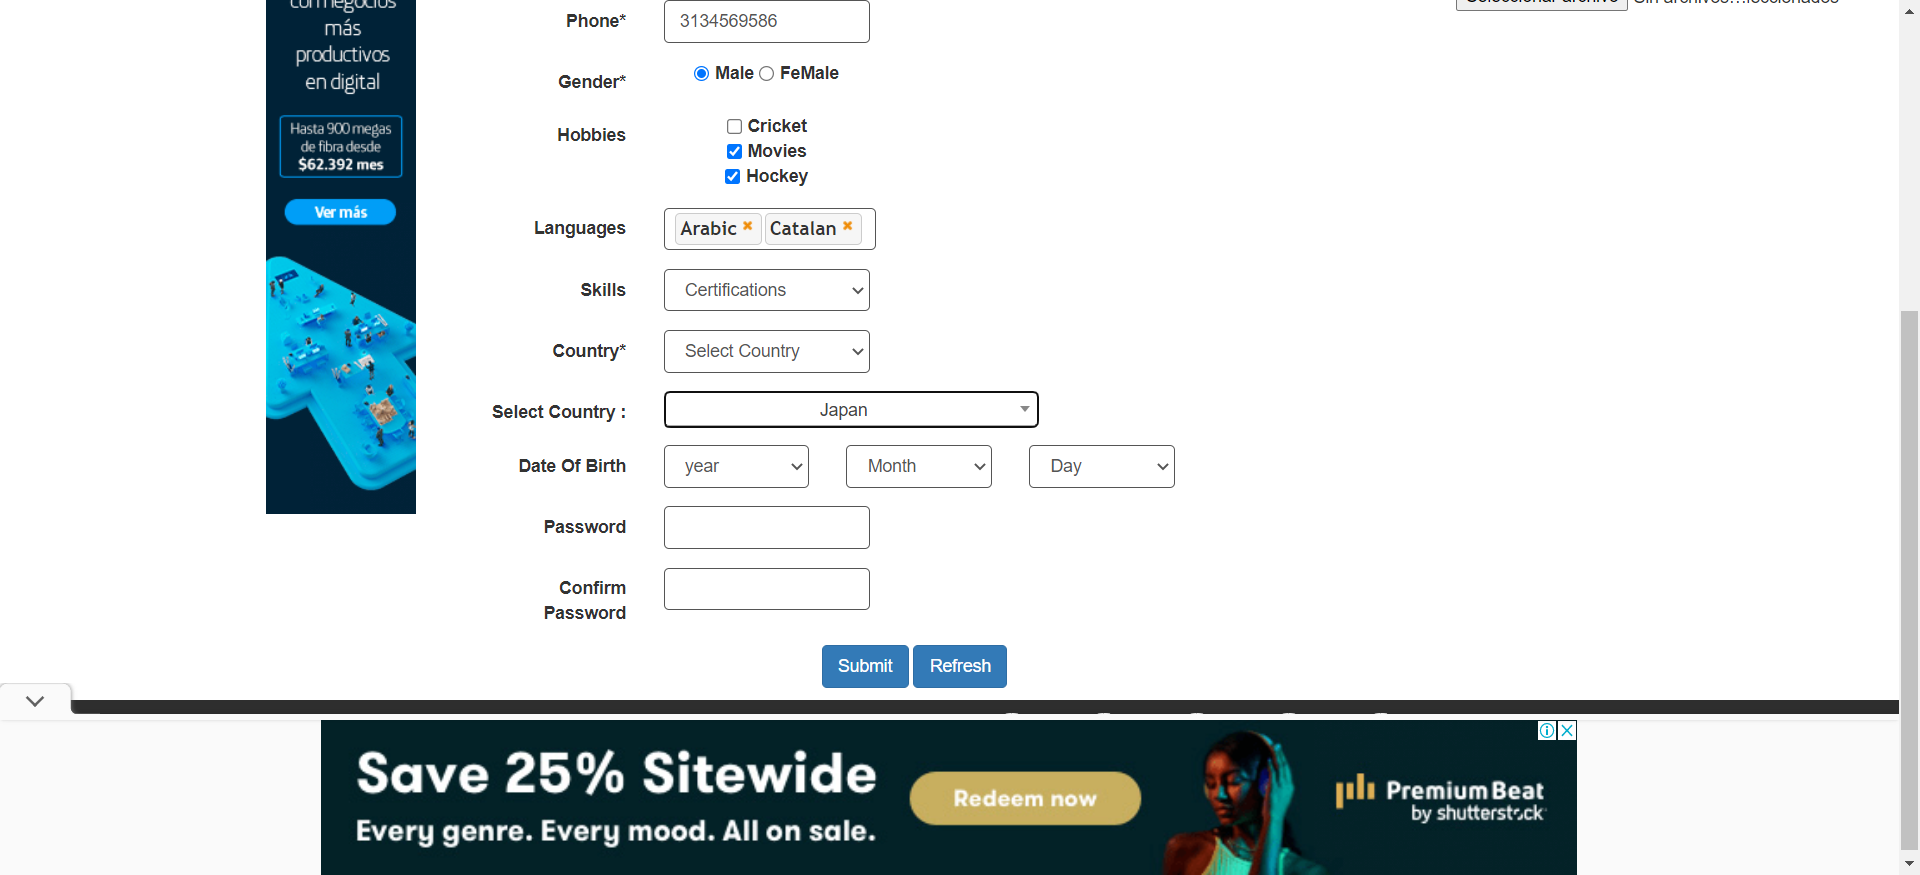 con negocios
más
productivos
en digital
Hasta 900 megas
de fibra desde
$62.392 mes
Ver más
Seleccionar archivo Sin archivos…leccionados
Phone* 3134569586
Gender* Male FeMale
Hobbies Cricket
Movies
Hockey
Languages Arabic Catalan
Skills Certifications
Country* Select Country
Select Country : Japan
Date Of Birth year Month Day
Password
Confirm
Password
Submit Refresh
Save 25% Sitewide
Every genre. Every mood. All on sale.
Redeem now
PremiumBeat
by shutterstock